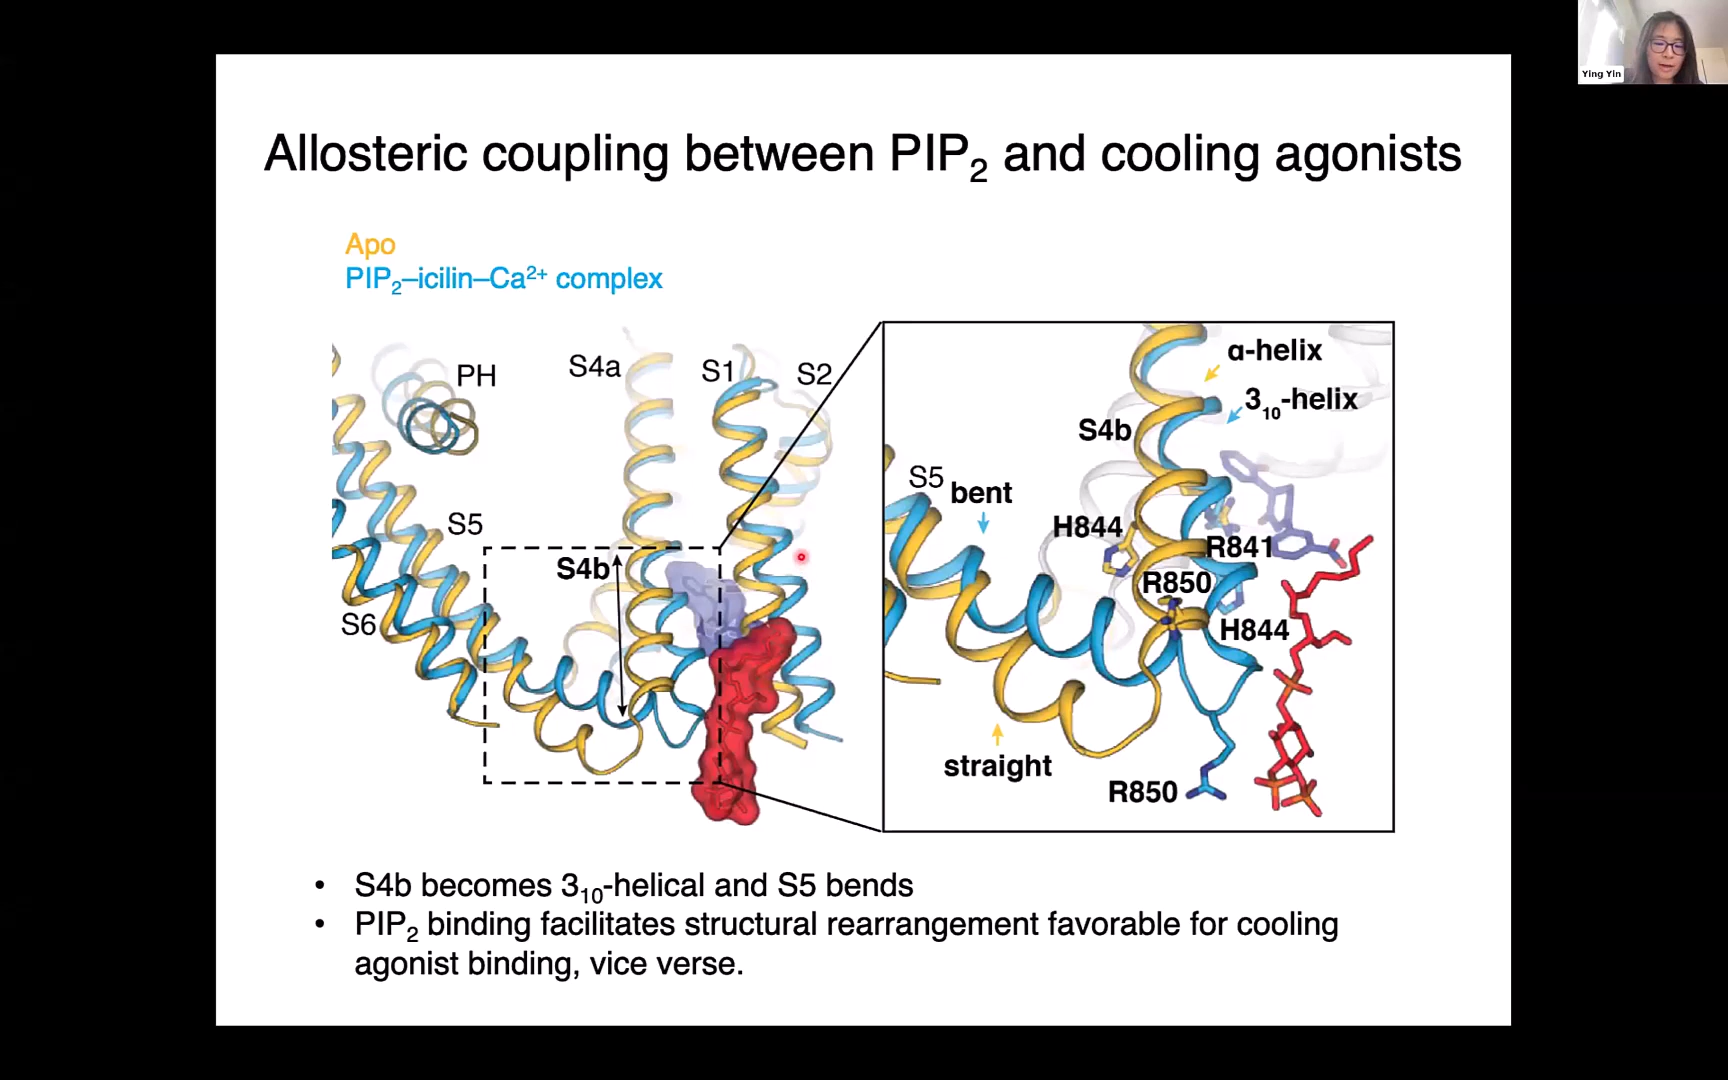 Ying Yin
Allosteric coupling between PIP₂ and cooling agonists
Apo
PIP₂–icilin–Ca²⁺ complex
PH
S4a
S1
S2
S5
S4b
S6
α-helix
3₁₀-helix
S4b
S5
bent
H844
R841
R850
H844
straight
R850
• S4b becomes 3₁₀-helical and S5 bends
• PIP₂ binding facilitates structural rearrangement favorable for cooling
agonist binding, vice verse.